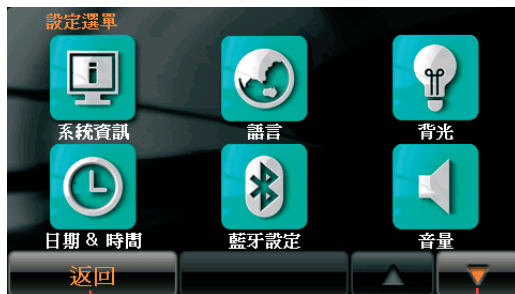 設定選單
系統資訊
語言
背光
日期 & 時間
藍牙設定
音量
返回